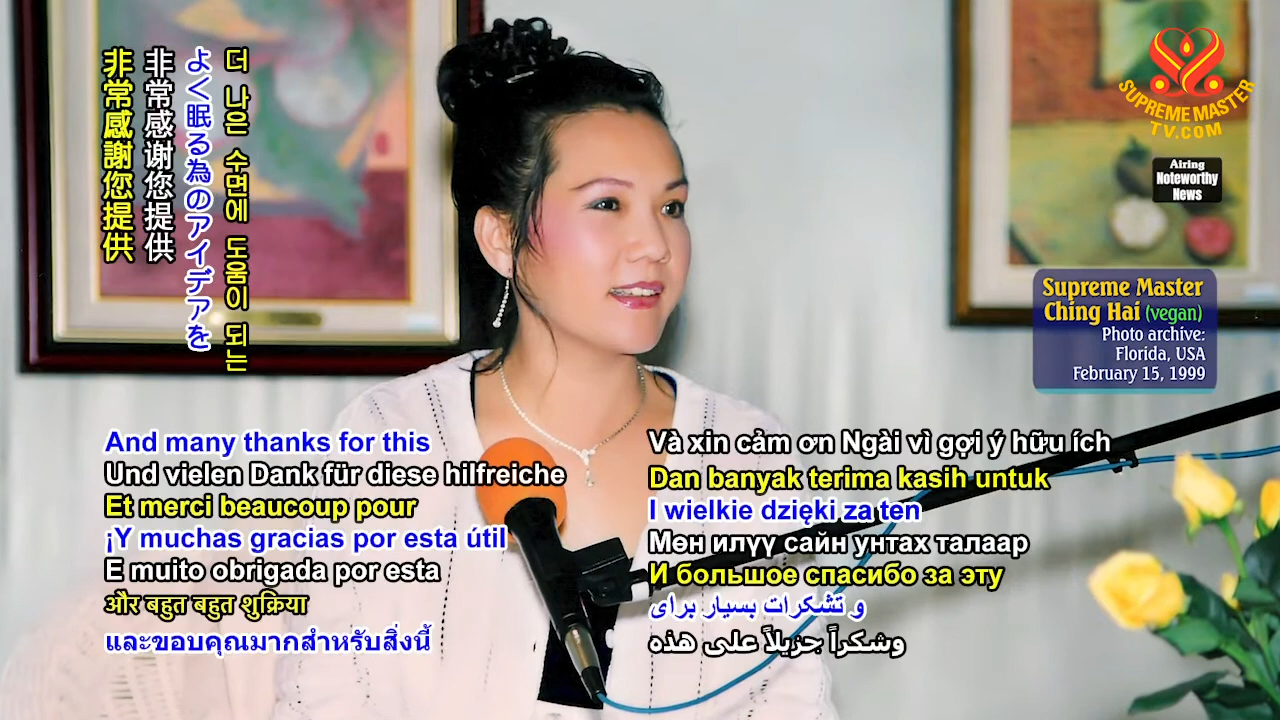 非常感謝您提供
非常感谢您提供
よく眠る為のアイデアを
더 나은 수면에 도움이 되는
SUPREME MASTER
TV.COM
Airing
Noteworthy
News
Supreme Master
Ching Hai (vegan)
Photo archive:
Florida, USA
February 15, 1999
And many thanks for this
Und vielen Dank für diese hilfreiche
Et merci beaucoup pour
¡Y muchas gracias por esta útil
E muito obrigada por esta
और बहुत बहुत शुक्रिया
และขอบคุณมากสำหรับสิ่งนี้
Và xin cảm ơn Ngài vì gợi ý hữu ích
Dan banyak terima kasih untuk
I wielkie dzięki za ten
Мөн илүү сайн унтах талаар
И большое спасибо за эту
و تشکرات بسیار برای
وشكراً جزيلاً على هذه